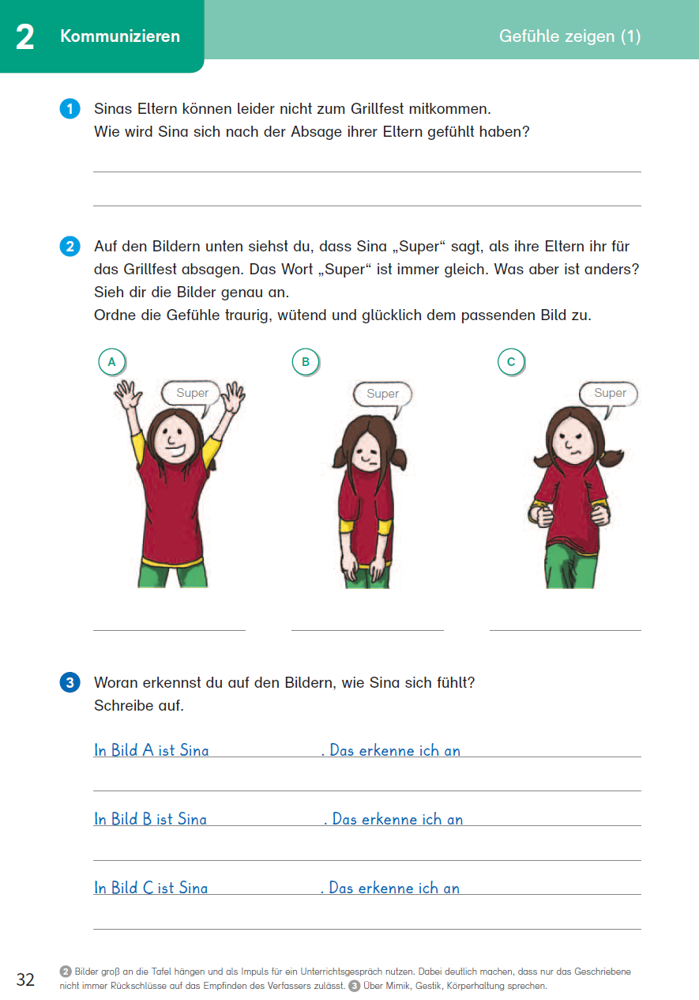 2 Kommunizieren Gefühle zeigen (1)
1 Sinas Eltern können leider nicht zum Grillfest mitkommen.
Wie wird Sina sich nach der Absage ihrer Eltern gefühlt haben?
2 Auf den Bildern unten siehst du, dass Sina „Super“ sagt, als ihre Eltern ihr für
das Grillfest absagen. Das Wort „Super“ ist immer gleich. Was aber ist anders?
Sieh dir die Bilder genau an.
Ordne die Gefühle traurig, wütend und glücklich dem passenden Bild zu.
A B C
Super Super Super
3 Woran erkennst du auf den Bildern, wie Sina sich fühlt?
Schreibe auf.
In Bild A ist Sina . Das erkenne ich an
In Bild B ist Sina . Das erkenne ich an
In Bild C ist Sina . Das erkenne ich an
2 Bilder groß an die Tafel hängen und als Impuls für ein Unterrichtsgespräch nutzen. Dabei deutlich machen, dass nur das Geschriebene
nicht immer Rückschlüsse auf das Empfinden des Verfassers zulässt. 3 Über Mimik, Gestik, Körperhaltung sprechen.
32